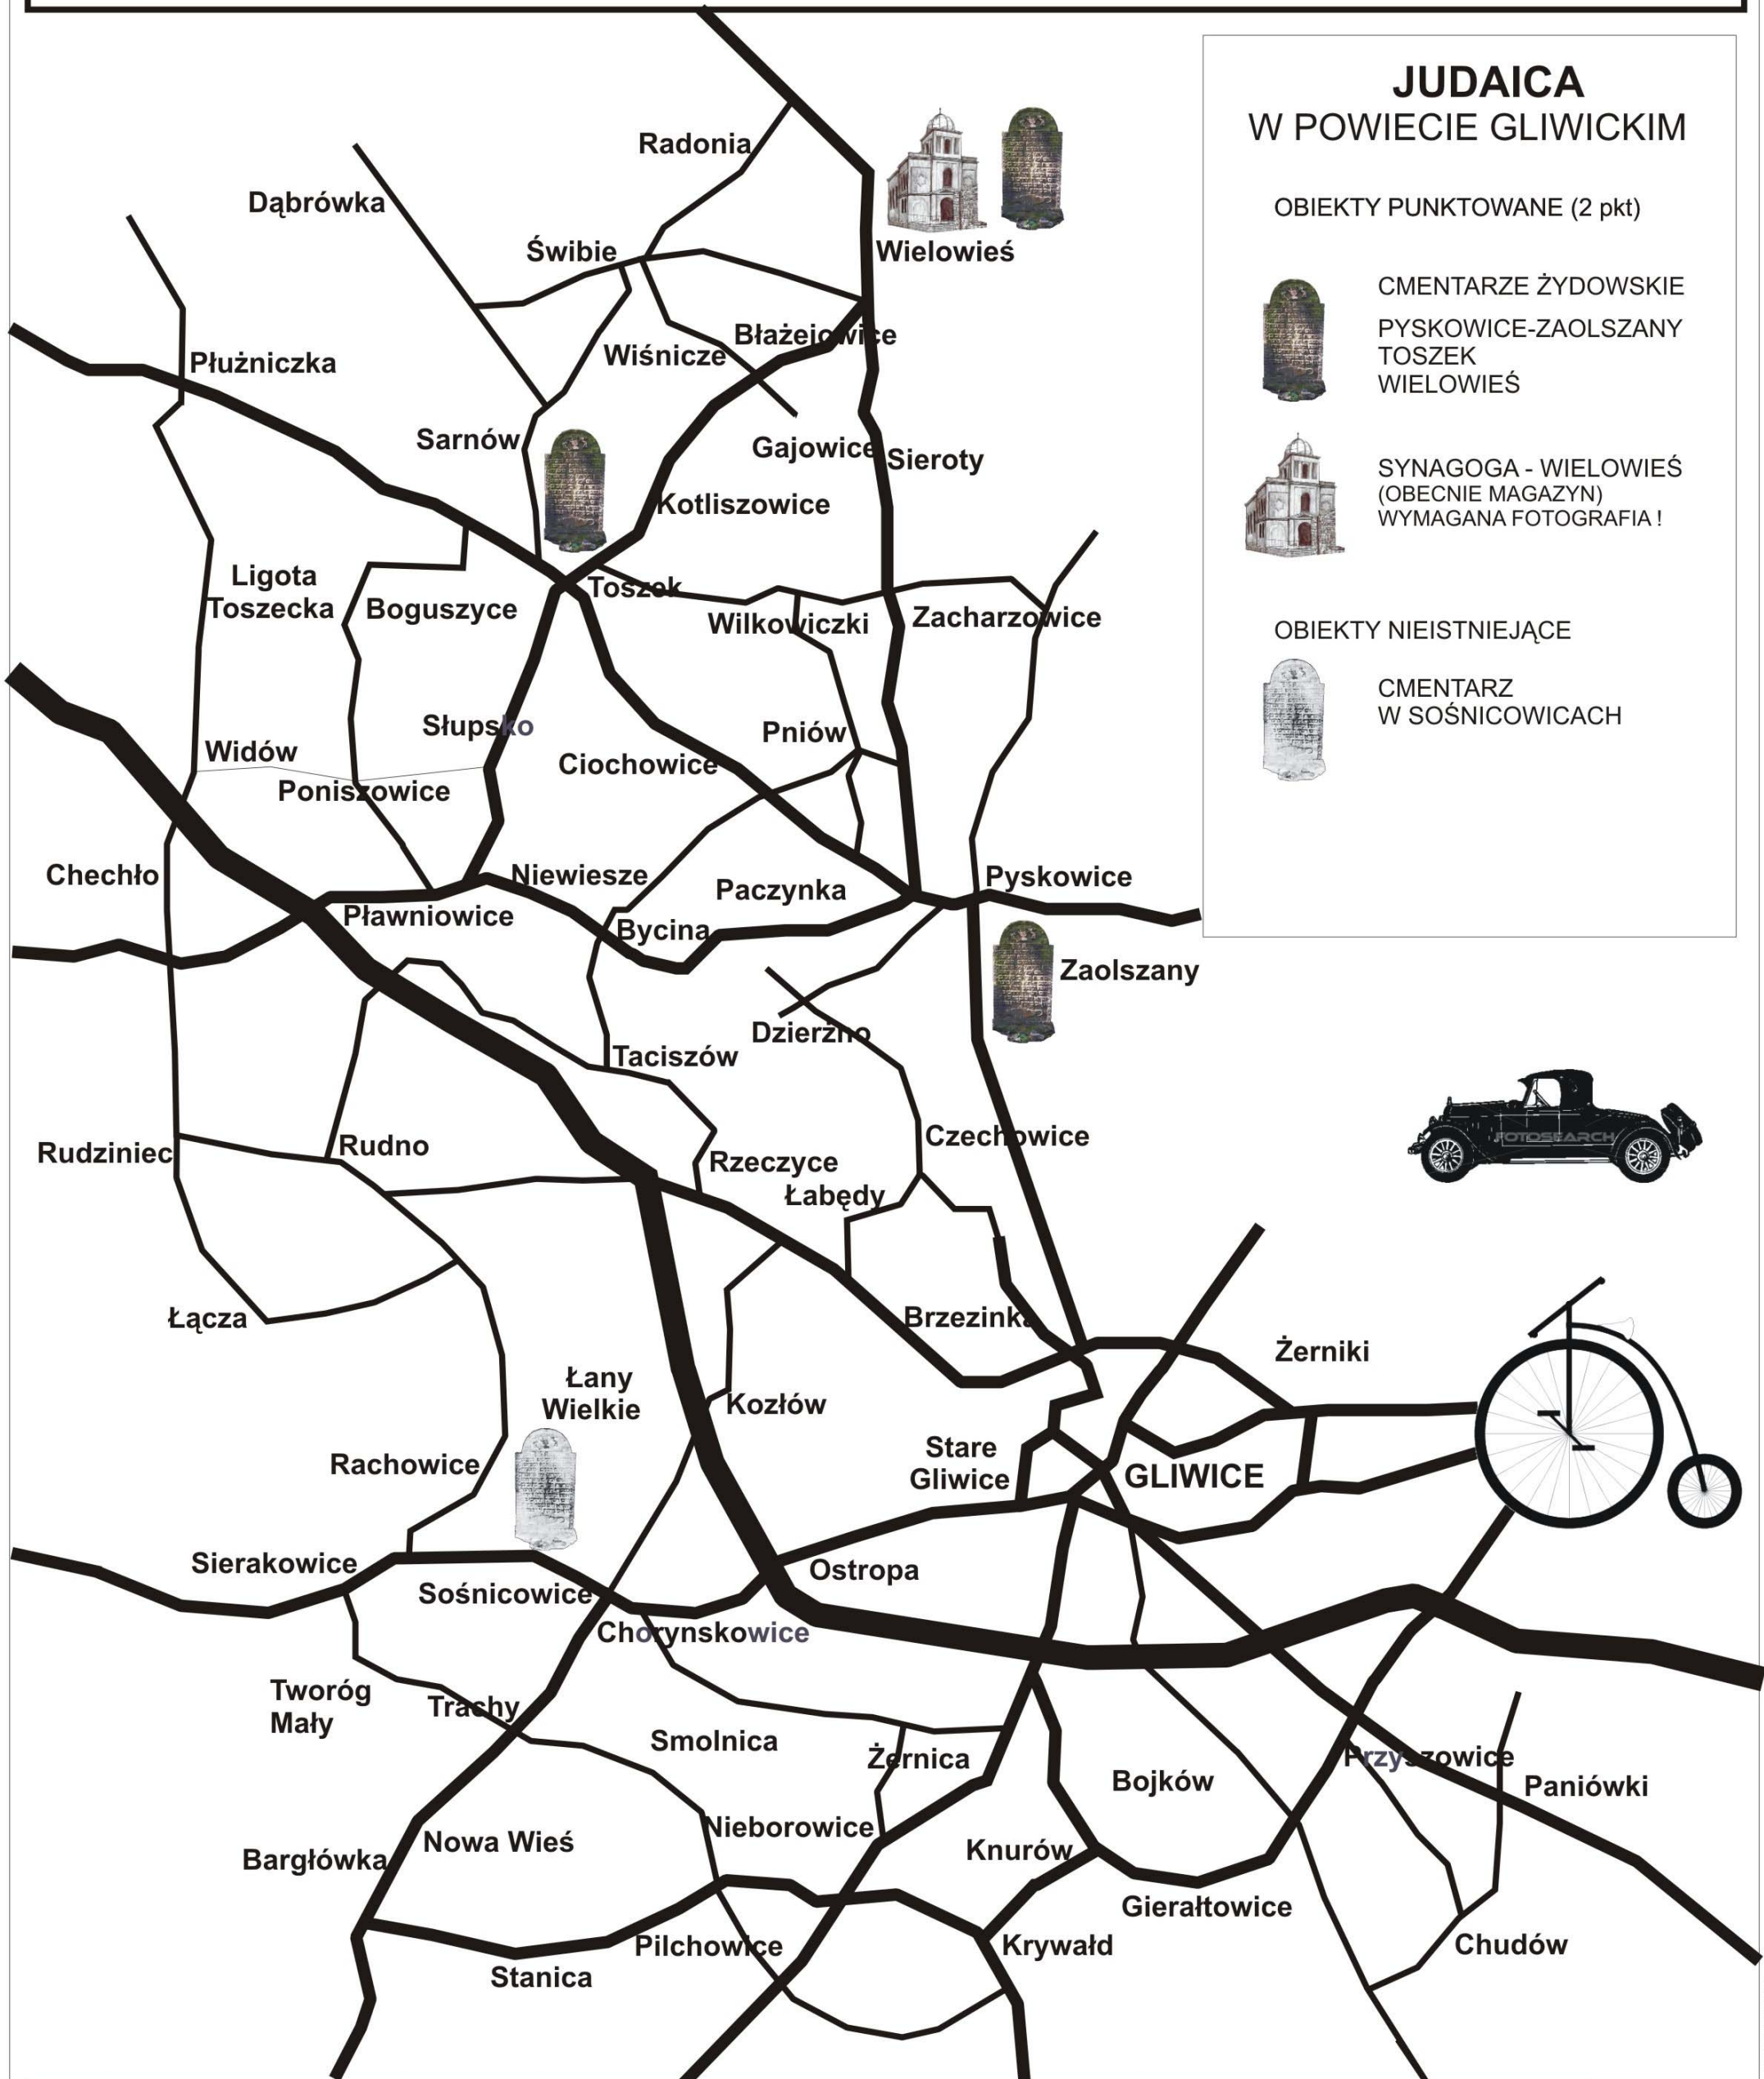 JUDAICA
W POWIECIE GLIWICKIM
OBIEKTY PUNKTOWANE (2 pkt)
CMENTARZE ŻYDOWSKIE
PYSKOWICE-ZAOLSZANY
TOSZEK
WIELOWIEŚ
SYNAGOGA - WIELOWIEŚ
(OBECNIE MAGAZYN)
WYMAGANA FOTOGRAFIA !
OBIEKTY NIEISTNIEJĄCE
CMENTARZ
W SOŚNICOWICACH
Radonia
Dąbrówka
Świbie
Wielowieś
Błażejowice
Wiśnicze
Płużniczka
Sarnów
Gajowice
Sieroty
Kotliszowice
Ligota
Toszecka
Boguszyce
Toszek
Wilkowiczki
Zacharzowice
Słupsko
Pniów
Widów
Ciochowice
Poniszowice
Chechło
Niewiesze
Paczynka
Pyskowice
Pławniowice
Bycina
Zaolszany
Dzierżno
Taciszów
Czechowice
FOTOSEARCH
Rudziniec
Rudno
Rzeczyce
Łabędy
Łącza
Brzezinka
Żerniki
Łany
Wielkie
Kozłów
Rachowice
Stare
Gliwice
GLIWICE
Sierakowice
Sośnicowice
Ostropa
Chorynskowice
Tworóg
Mały
Trachy
Smolnica
Żernica
Bojków
Przyszowice
Paniówki
Nieborowice
Nowa Wieś
Bargłówka
Knurów
Gierałtowice
Pilchowice
Krywałd
Chudów
Stanica